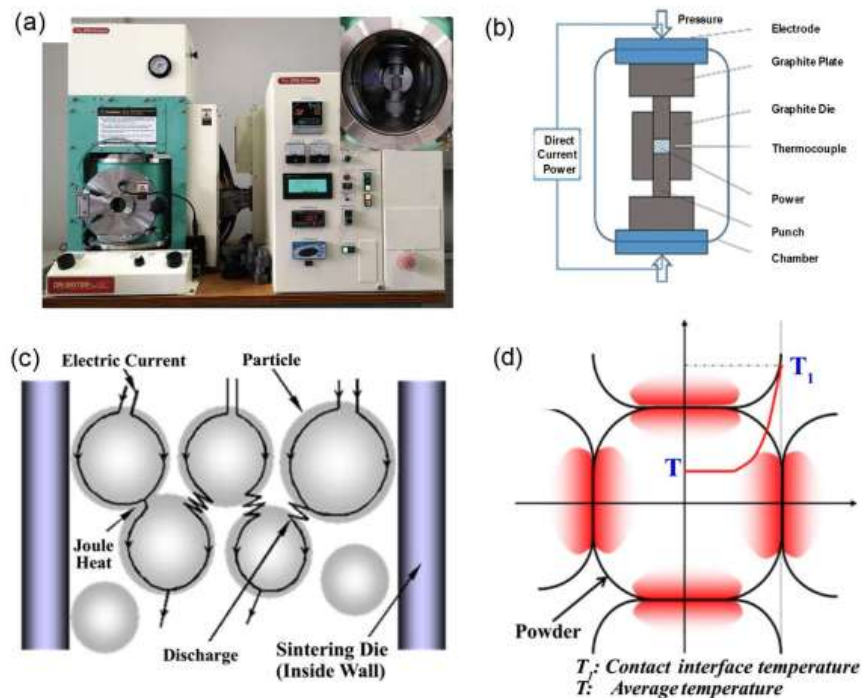 (a)
(b)
Pressure
Electrode
Graphite Plate
Graphite Die
Direct
Current
Power
Thermocouple
Power
Punch
Chamber
(c)
Electric Current
Particle
Joule
Heat
Discharge
Sintering Die
(Inside Wall)
(d)
T1
T
Powder
T1: Contact interface temperature
T: Average temperature